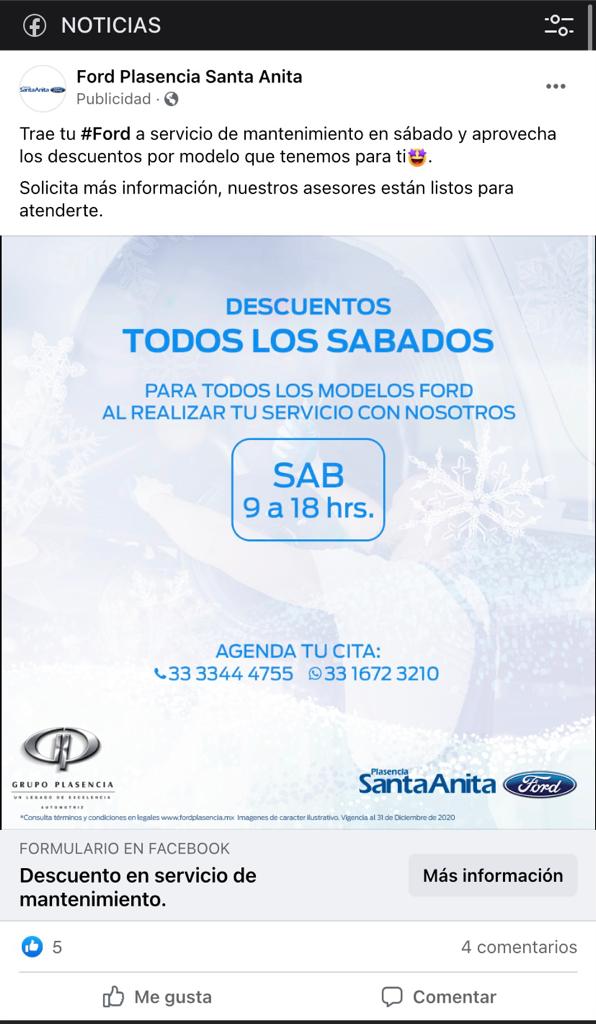 NOTICIAS
Ford Plasencia Santa Anita
Publicidad ·
Trae tu #Ford a servicio de mantenimiento en sábado y aprovecha
los descuentos por modelo que tenemos para ti🤩.
Solicita más información, nuestros asesores están listos para
atenderte.
DESCUENTOS
TODOS LOS SABADOS
PARA TODOS LOS MODELOS FORD
AL REALIZAR TU SERVICIO CON NOSOTROS
SAB
9 a 18 hrs.
AGENDA TU CITA:
33 3344 4755 33 1672 3210
GRUPO PLASENCIA
UN LEGADO DE EXCELENCIA
AUTOMOTRIZ
Plasencia
SantaAnita Ford
*Consulta términos y condiciones en legales www.fordplasencia.mx Imagenes de caracter ilustrativo. Vigencia al 31 de Diciembre de 2020
FORMULARIO EN FACEBOOK
Descuento en servicio de
mantenimiento.
Más información
5
4 comentarios
Me gusta
Comentar